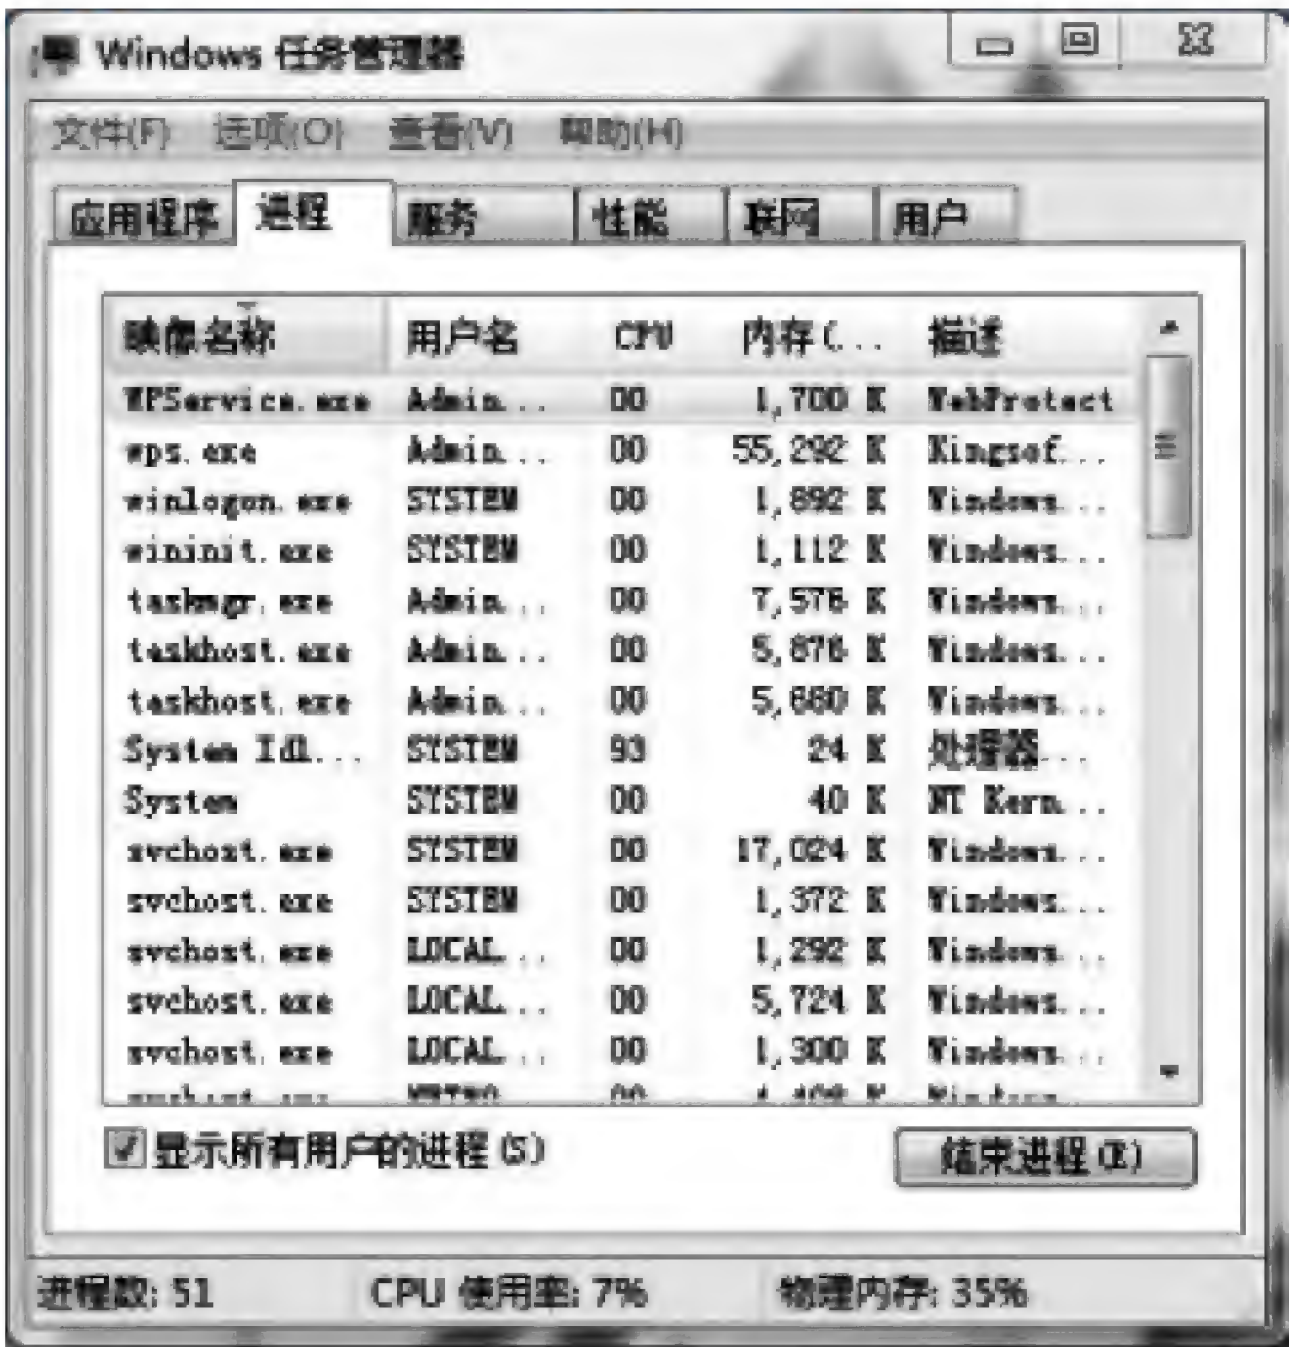 Windows 任务管理器
文件(F) 选项(O) 查看(V) 帮助(H)
应用程序 进程 服务 性能 联网 用户
映像名称 用户名 CPU 内存(... 描述
WPService.exe Admin... 00 1,700 K WebProtect
wps.exe Admin... 00 55,292 K Kingsof...
winlogon.exe SYSTEM 00 1,892 K Windows...
wininit.exe SYSTEM 00 1,112 K Windows...
taskmgr.exe Admin... 00 7,576 K Windows...
taskhost.exe Admin... 00 5,876 K Windows...
taskhost.exe Admin... 00 5,680 K Windows...
System Idl... SYSTEM 93 24 K 处理器...
System SYSTEM 00 40 K NT Kern...
svchost.exe SYSTEM 00 17,024 K Windows...
svchost.exe SYSTEM 00 1,372 K Windows...
svchost.exe LOCAL... 00 1,292 K Windows...
svchost.exe LOCAL... 00 5,724 K Windows...
svchost.exe LOCAL... 00 1,300 K Windows...
显示所有用户的进程(S) 结束进程(E)
进程数: 51 CPU 使用率: 7% 物理内存: 35%